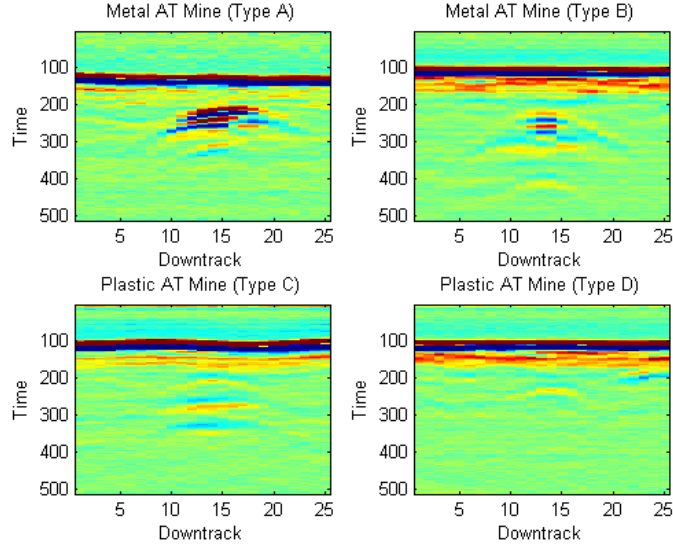 Metal AT Mine (Type A)
100
200
300
400
500
Time
5 10 15 20 25
Downtrack
Metal AT Mine (Type B)
100
200
300
400
500
Time
5 10 15 20 25
Downtrack
Plastic AT Mine (Type C)
100
200
300
400
500
Time
5 10 15 20 25
Downtrack
Plastic AT Mine (Type D)
100
200
300
400
500
Time
5 10 15 20 25
Downtrack